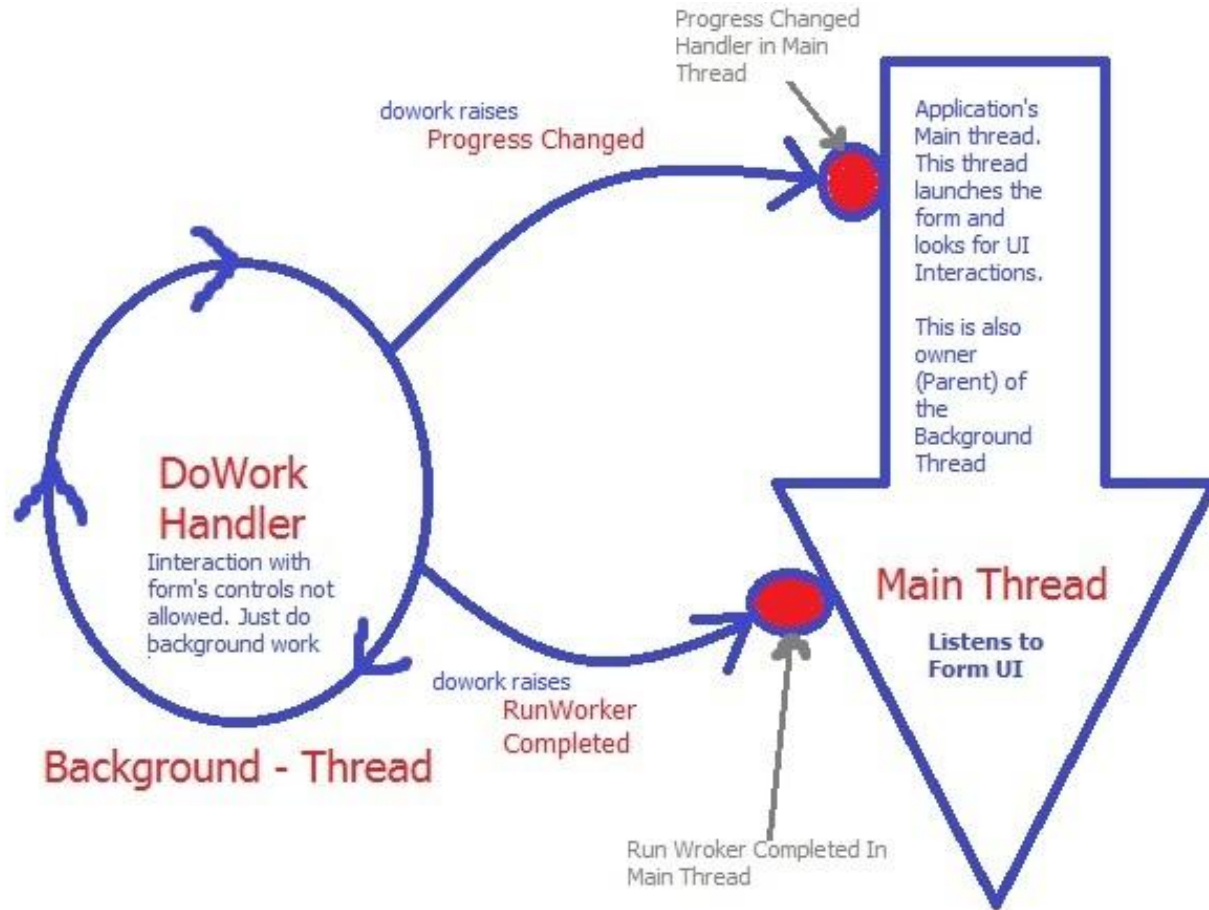 Progress Changed
Handler in Main
Thread
dowork raises
Progress Changed
Application's
Main thread.
This thread
launches the
form and
looks for UI
Interactions.
This is also
owner
(Parent) of
the
Background
Thread
DoWork
Handler
Iinteraction with
form's controls not
allowed. Just do
background work
.
Main Thread
Listens to
Form UI
dowork raises
RunWorker
Completed
Background - Thread
Run Wroker Completed In
Main Thread